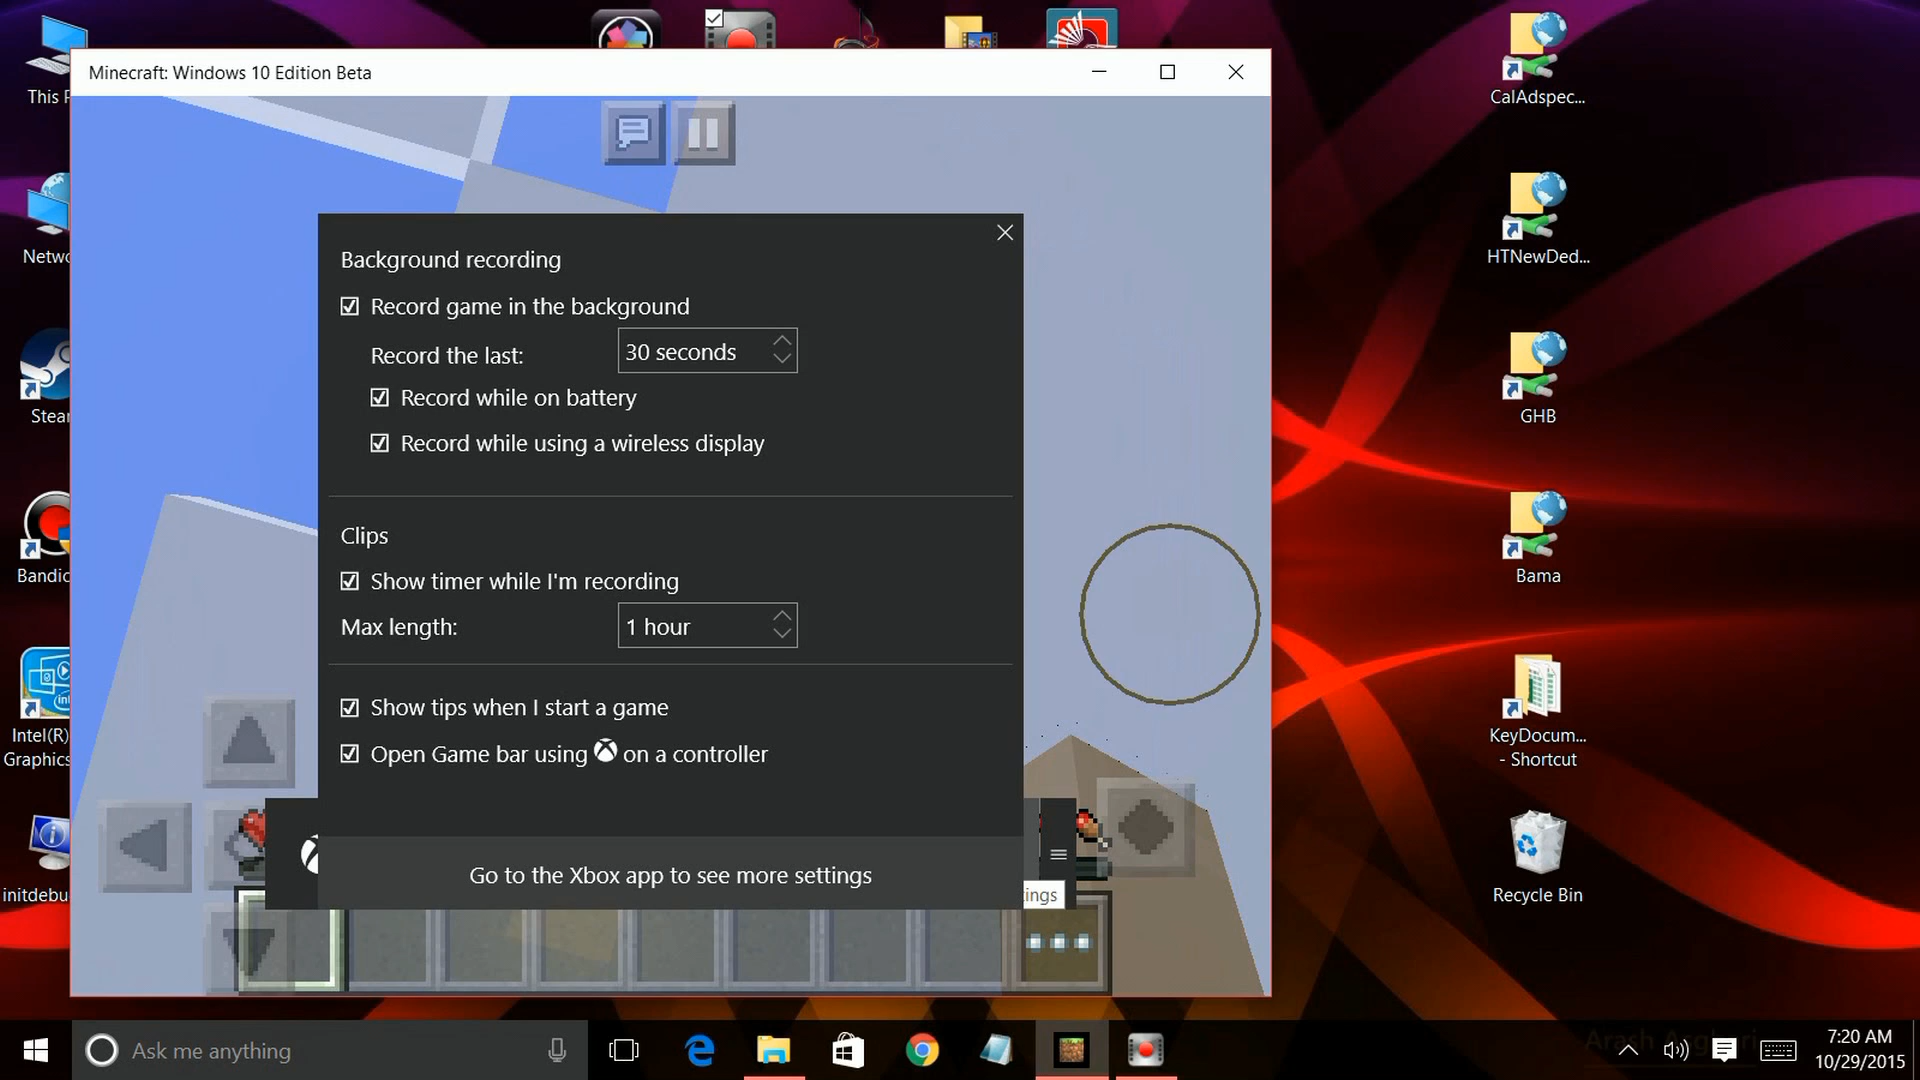 This P
Minecraft: Windows 10 Edition Beta
CalAdspec...
Netwo
HTNewDed...
Background recording
Record game in the background
Record the last:
30 seconds
Record while on battery
Record while using a wireless display
Stear
GHB
Clips
Show timer while I'm recording
Max length:
1 hour
Bandic
Bama
Show tips when I start a game
Open Game bar using on a controller
Intel(R)
Graphics
KeyDocum...
- Shortcut
Go to the Xbox app to see more settings
ings
initdebu
Recycle Bin
Ask me anything
7:20 AM
10/29/2015